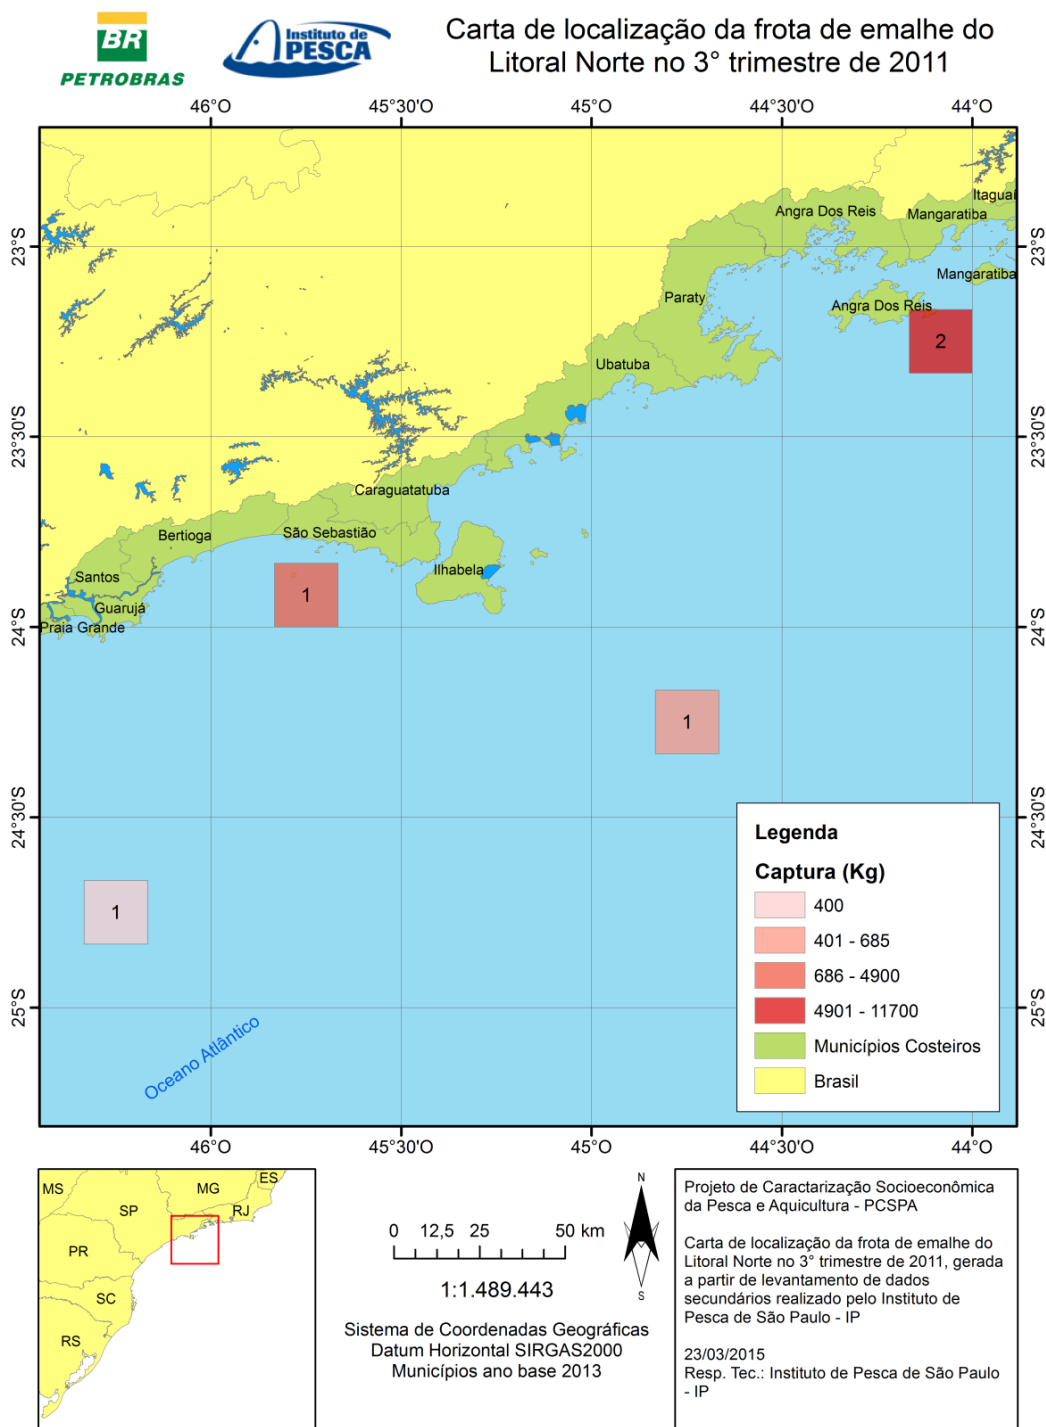 BR
PETROBRAS
Instituto de
PESCA
Carta de localização da frota de emalhe do
Litoral Norte no 3° trimestre de 2011
46°O
45°30'O
45°O
44°30'O
44°O
23°S
23°S
23°30'S
23°30'S
24°S
24°S
24°30'S
24°30'S
25°S
25°S
Itaguaí
Angra Dos Reis
Mangaratiba
Mangaratiba
Paraty
Angra Dos Reis
2
Ubatuba
Caraguatatuba
Bertioga
São Sebastião
Ilhabela
Santos
1
Guarujá
Praia Grande
1
1
Oceano Atlântico
Legenda
Captura (Kg)
400
401 - 685
686 - 4900
4901 - 11700
Municípios Costeiros
Brasil
46°O
45°30'O
45°O
44°30'O
44°O
MS
MG
ES
SP
RJ
PR
SC
RS
0 12,5 25 50 km
1:1.489.443
Sistema de Coordenadas Geográficas
Datum Horizontal SIRGAS2000
Municípios ano base 2013
N
S
Projeto de Caractarização Socioeconômica
da Pesca e Aquicultura - PCSPA
Carta de localização da frota de emalhe do
Litoral Norte no 3° trimestre de 2011, gerada
a partir de levantamento de dados
secundários realizado pelo Instituto de
Pesca de São Paulo - IP
23/03/2015
Resp. Tec.: Instituto de Pesca de São Paulo
- IP